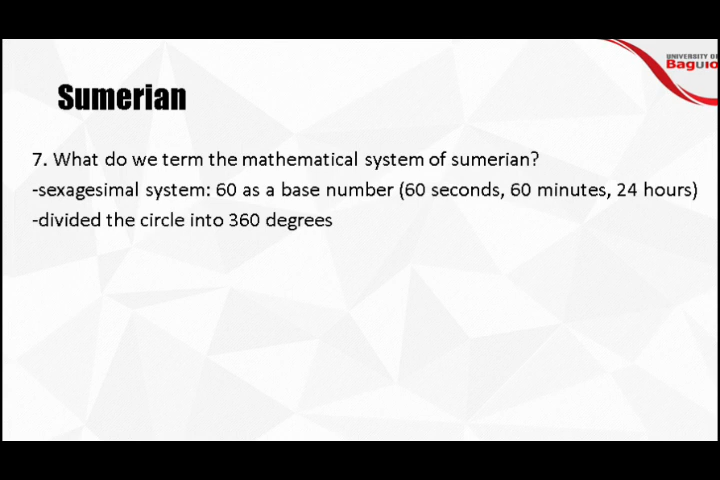 UNIVERSITY OF
Baguio
Sumerian
7. What do we term the mathematical system of sumerian?
-sexagesimal system: 60 as a base number (60 seconds, 60 minutes, 24 hours)
-divided the circle into 360 degrees